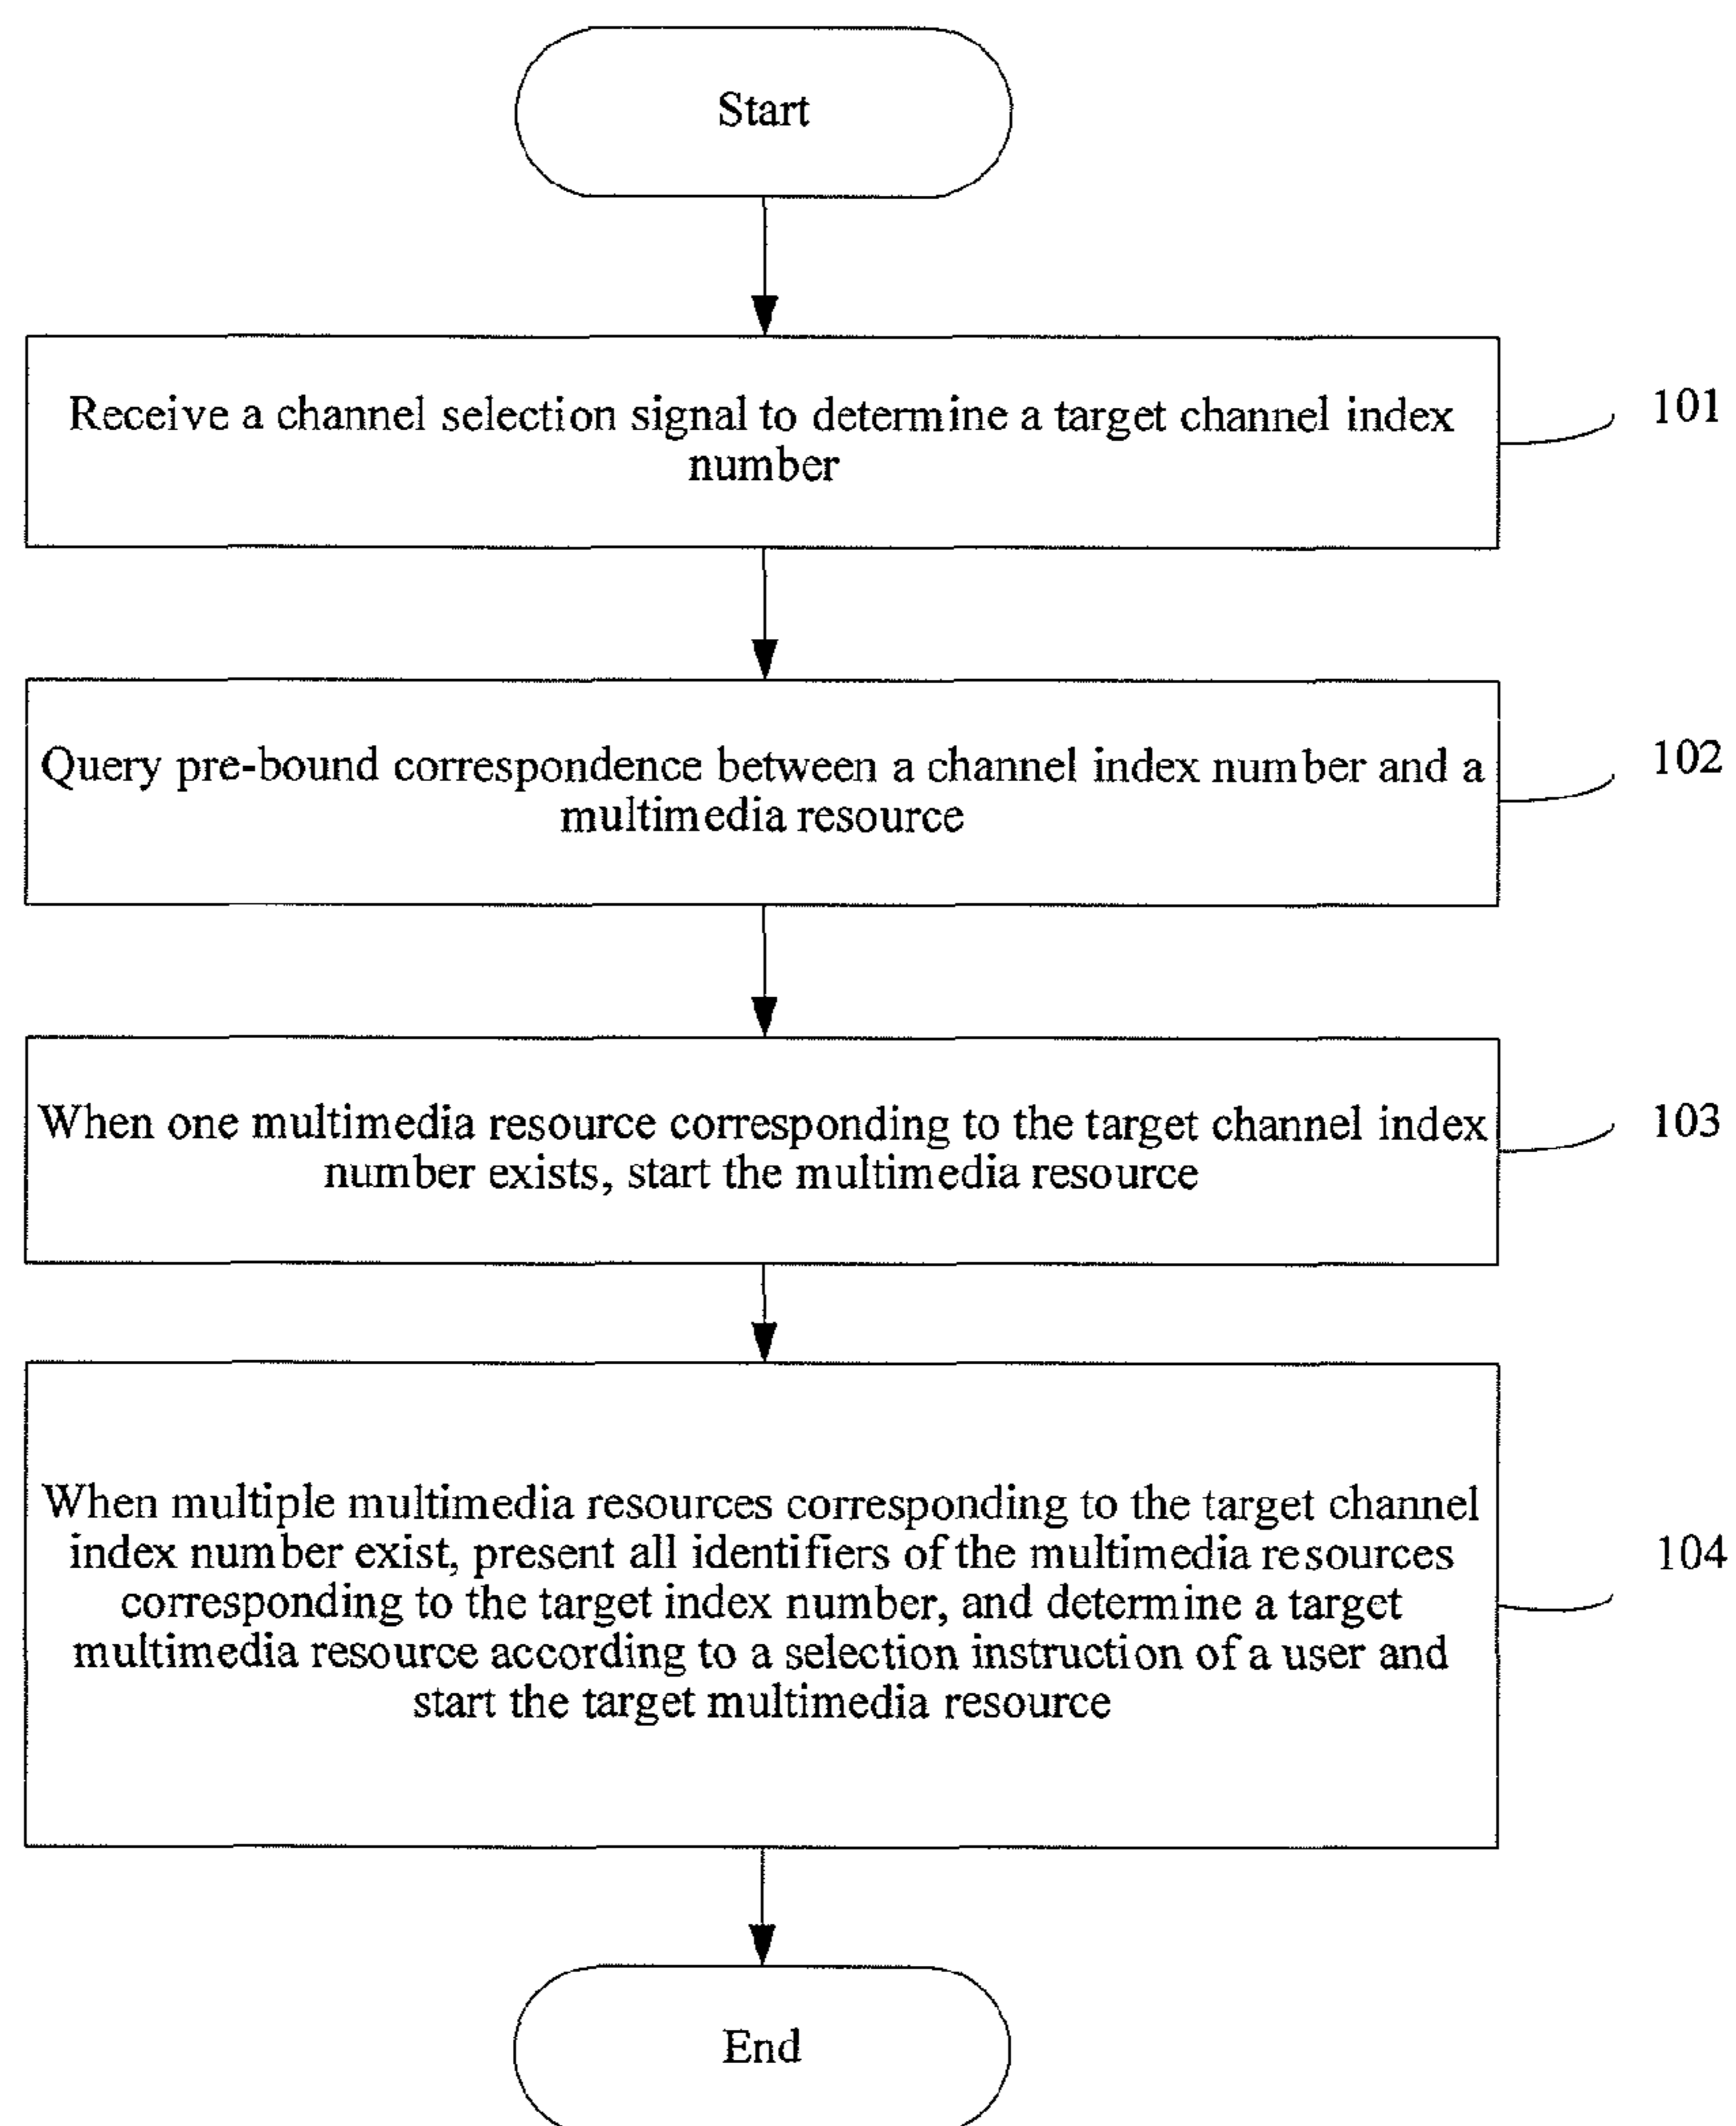 Start
Receive a channel selection signal to determine a target channel index
number
101
Query pre-bound correspondence between a channel index number and a
multimedia resource
102
When one multimedia resource corresponding to the target channel index
number exists, start the multimedia resource
103
When multiple multimedia resources corresponding to the target channel
index number exist, present all identifiers of the multimedia resources
corresponding to the target index number, and determine a target
multimedia resource according to a selection instruction of a user and
start the target multimedia resource
104
End